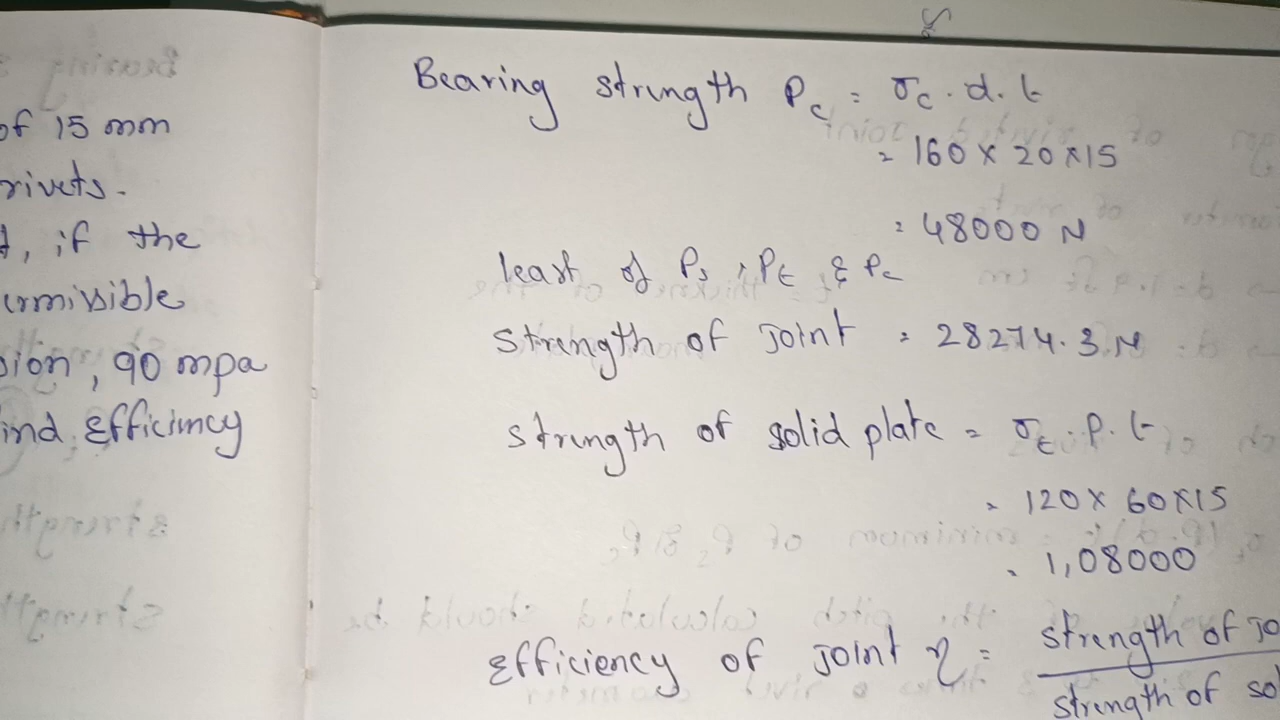 of 15 mm
rivets.
, if the
ermissible
sion, 90 mpa
ind, Efficiency
Bearing strength Pc = σc. d. t
= 160 x 20 x 15
= 48000 N
least of Ps, Pt & Pc
strength of Joint = 28274.3 N
strength of solid plate = σt. p. t
= 120 x 60 x 15
= 1,08000
Efficiency of Joint η = strength of Jo
strength of sol